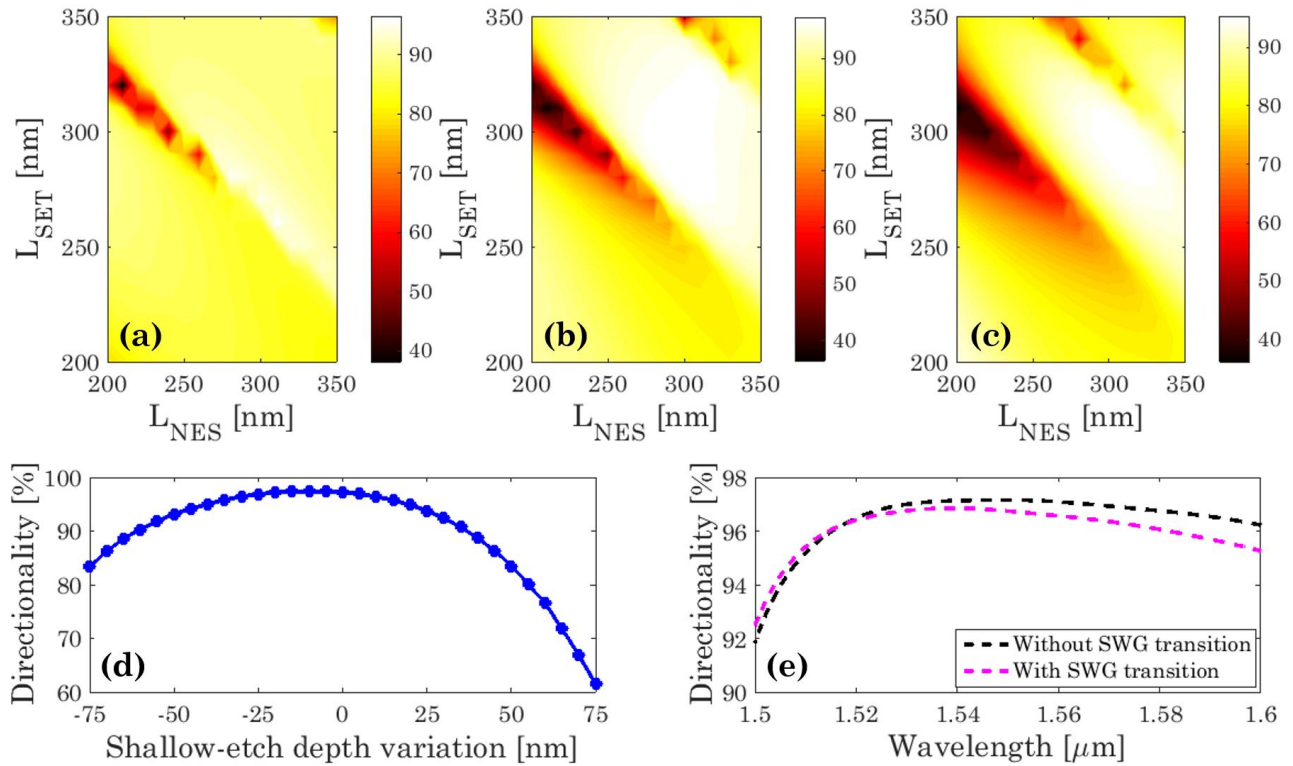 350
300
250
200
L_SET [nm]
200 250 300 350
L_NES [nm]
(a)
90
80
70
60
50
40
350
300
250
200
L_SET [nm]
200 250 300 350
L_NES [nm]
(b)
90
80
70
60
50
40
350
300
250
200
L_SET [nm]
200 250 300 350
L_NES [nm]
(c)
90
80
70
60
50
40
100
90
80
70
60
Directionality [%]
(d)
-75 -50 -25 0 25 50 75
Shallow-etch depth variation [nm]
98
96
94
92
90
Directionality [%]
(e)
Without SWG transition
With SWG transition
1.5 1.52 1.54 1.56 1.58 1.6
Wavelength [μm]